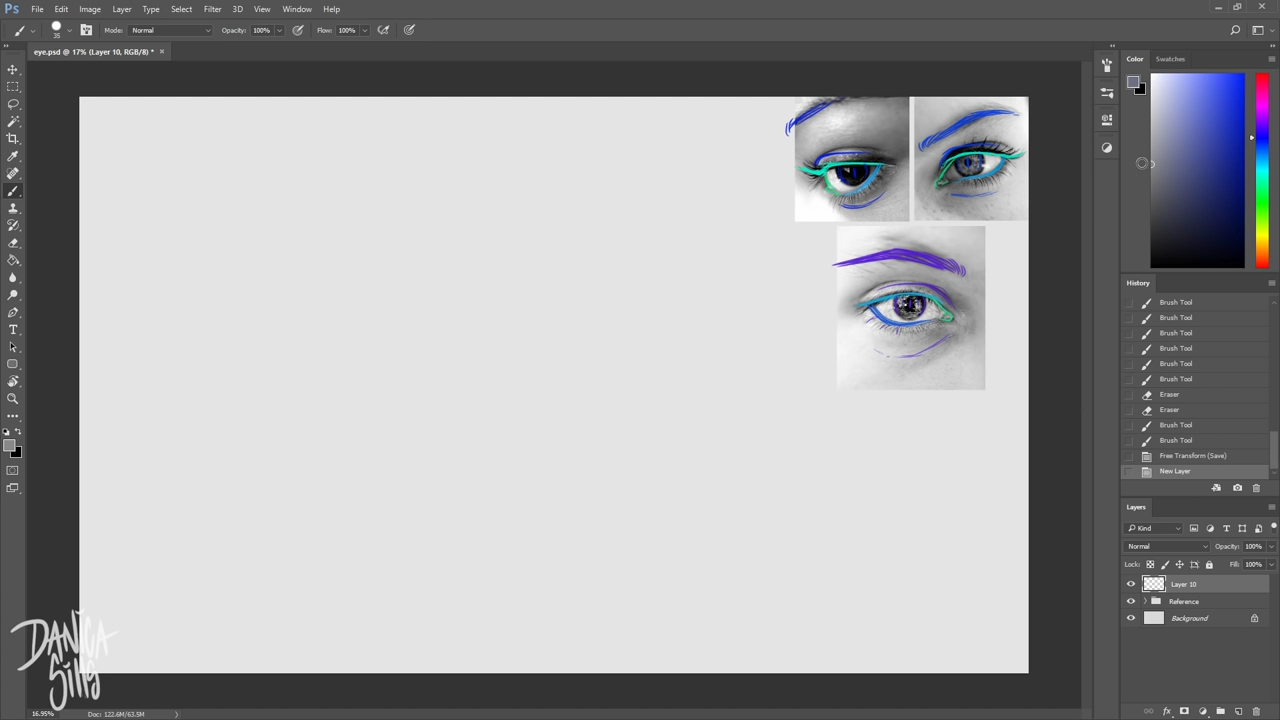 Ps File Edit Image Layer Type Select Filter 3D View Window Help
35 Mode: Normal Opacity: 100% Flow: 100%
eye.psd @ 17% (Layer 10, RGB/8) * ×
Color Swatches
History
Brush Tool
Brush Tool
Brush Tool
Brush Tool
Brush Tool
Brush Tool
Eraser
Eraser
Brush Tool
Brush Tool
Free Transform (Save)
New Layer
Layers
Kind
Normal Opacity: 100%
Lock: Fill: 100%
Layer 10
Reference
Background
DANICA
Sills
16.95% Doc: 122.6M/63.5M